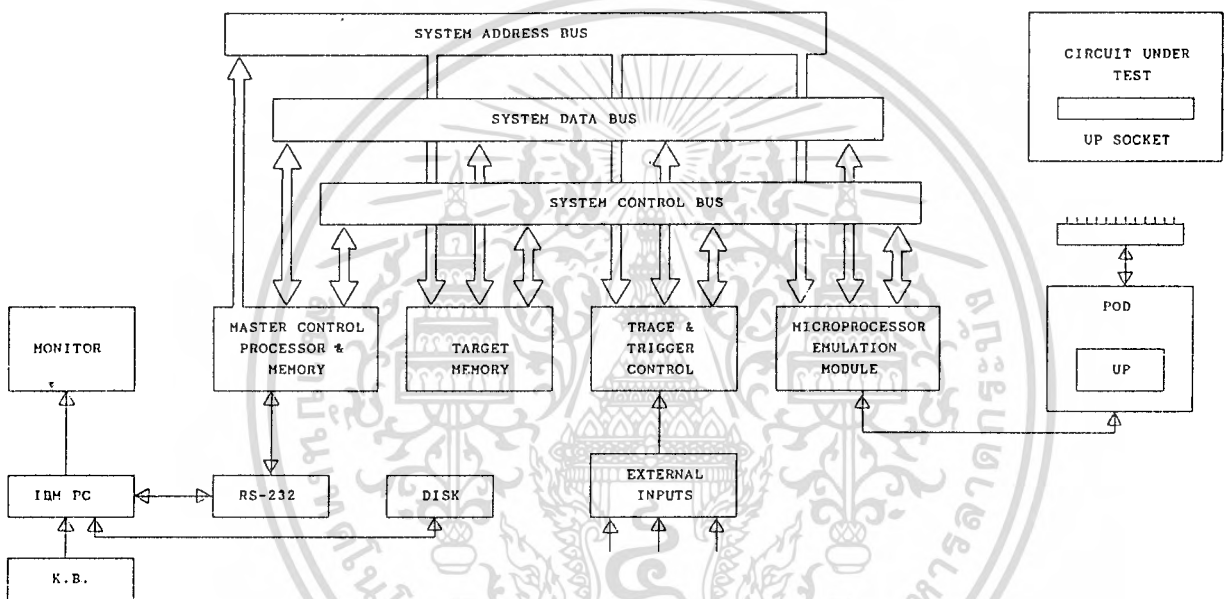 SYSTEM ADDRESS BUS
CIRCUIT UNDER
TEST
SYSTEM DATA BUS
UP SOCKET
SYSTEM CONTROL BUS
MONITOR
MASTER CONTROL
PROCESSOR &
MEMORY
TARGET
MEMORY
TRACE &
TRIGGER
CONTROL
MICROPROCESSOR
EMULATION
MODULE
POD
UP
IBM PC
RS-232
DISK
EXTERNAL
INPUTS
K.B.